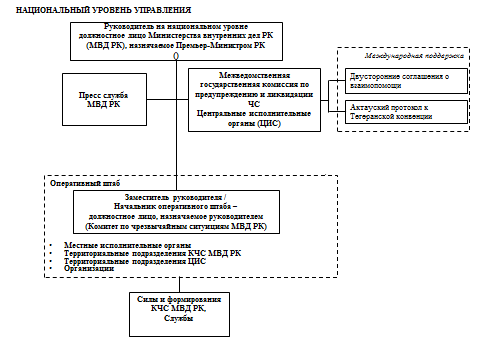 НАЦИОНАЛЬНЫЙ УРОВЕНЬ УПРАВЛЕНИЯ
Руководитель на национальном уровне
должностное лицо Министерства внутренних дел РК
(МВД РК), назначаемое Премьер-Министром РК
()
Международная поддержка
Пресс служба
МВД РК
Межведомственная
государственная комиссия по
предупреждению и ликвидации
ЧС
Центральные исполнительные
органы (ЦИС)
Двусторонние соглашения о
взаимопомощи
Актауский протокол к
Тегеранской конвенции
Оперативный штаб
Заместитель руководителя /
Начальник оперативного штаба –
должностное лицо, назначаемое руководителем
(Комитет по чрезвычайным ситуациям МВД РК)
• Местные исполнительные органы
• Территориальные подразделения КЧС МВД РК
• Территориальные подразделения ЦИС
• Организации
Силы и формирования
КЧС МВД РК,
Службы